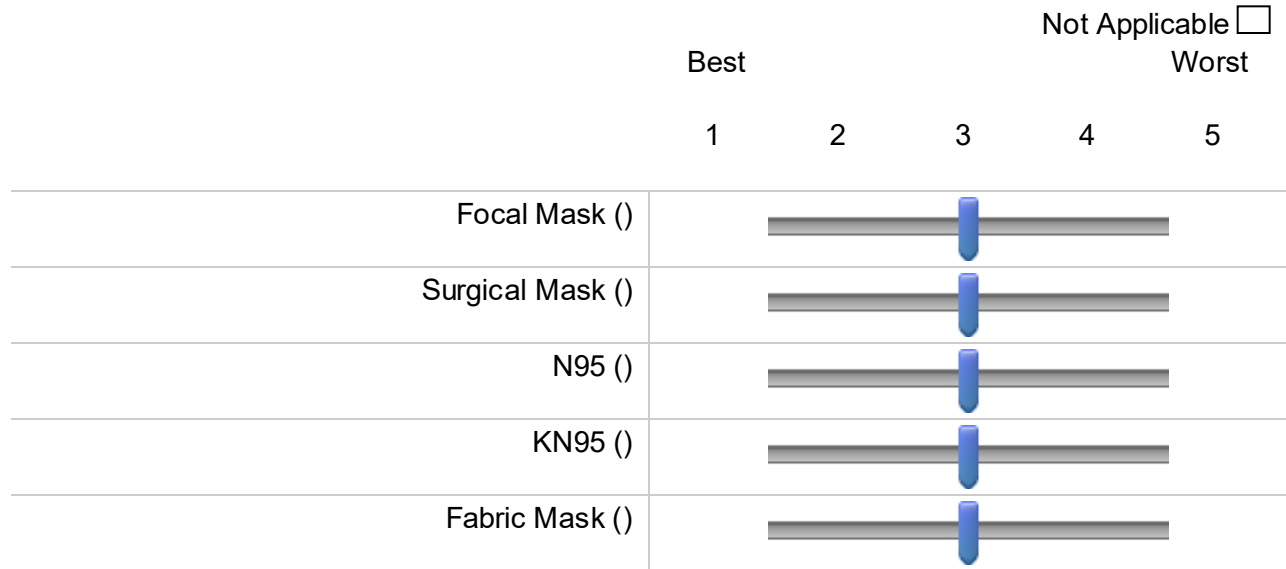 Not Applicable
Best Worst
1 2 3 4 5
Focal Mask ()
Surgical Mask ()
N95 ()
KN95 ()
Fabric Mask ()